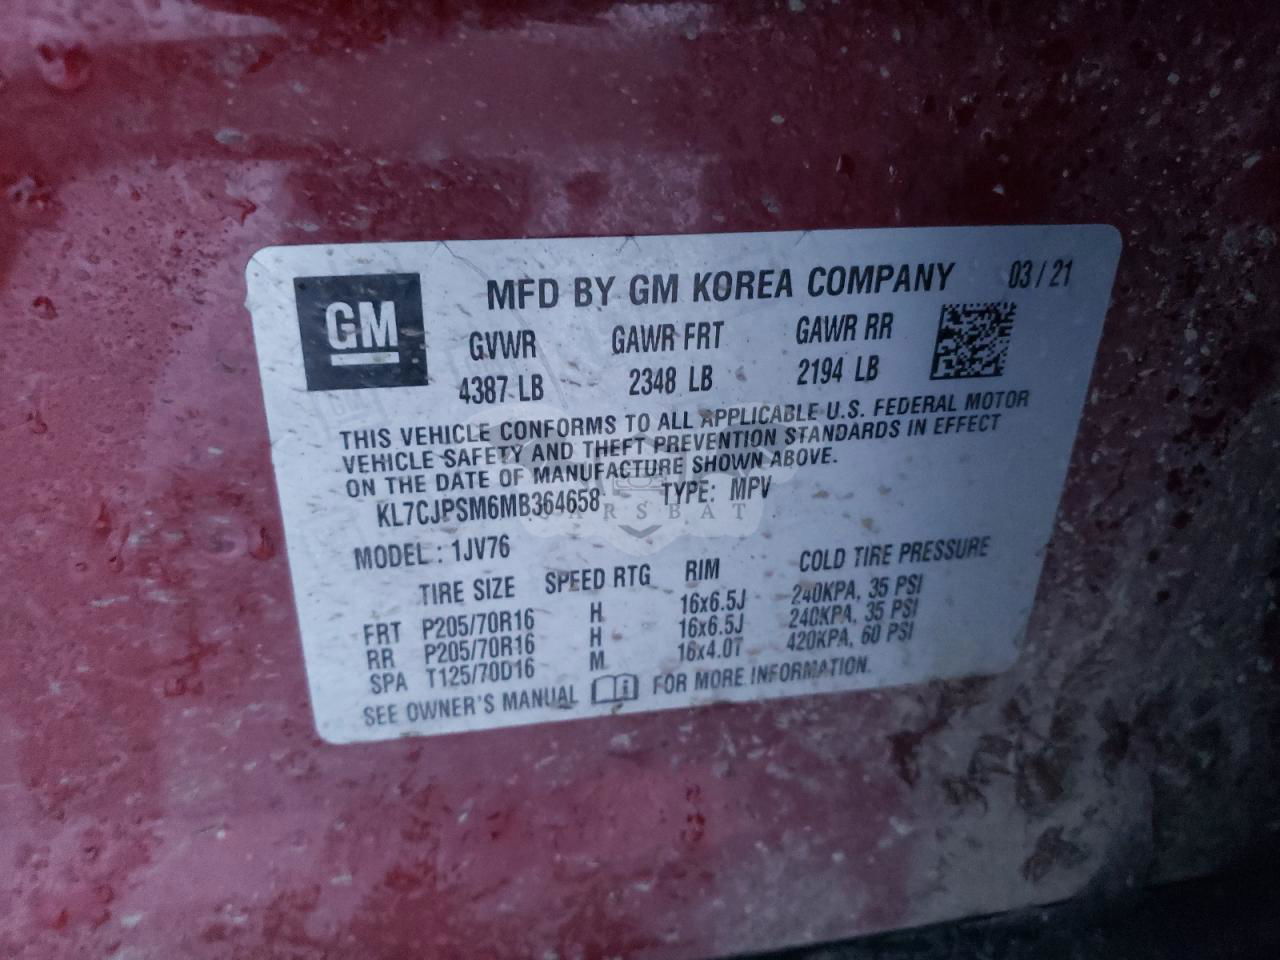 GM
MFD BY GM KOREA COMPANY 03/21
GVWR GAWR FRT GAWR RR
4387 LB 2348 LB 2194 LB
THIS VEHICLE CONFORMS TO ALL APPLICABLE U.S. FEDERAL MOTOR
VEHICLE SAFETY AND THEFT PREVENTION STANDARDS IN EFFECT
ON THE DATE OF MANUFACTURE SHOWN ABOVE.
KL7CJPSM6MB364658 TYPE: MPV
CARSBAT
MODEL : 1JV76
TIRE SIZE SPEED RTG RIM COLD TIRE PRESSURE
FRT P205/70R16 H 16x6.5J 240KPA, 35 PSI
RR P205/70R16 H 16x6.5J 240KPA, 35 PSI
SPA T125/70D16 M 16x4.0T 420KPA, 60 PSI
SEE OWNER'S MANUAL i FOR MORE INFORMATION.